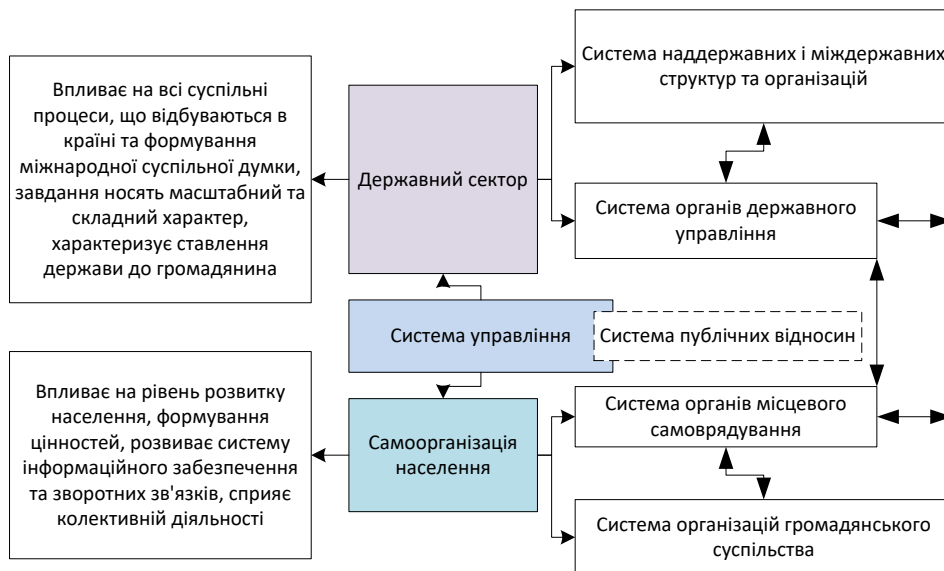 Впливає на всі суспільні
процеси, що відбуваються в
країні та формування
міжнародної суспільної думки,
завдання носять масштабний та
складний характер,
характеризує ставлення
держави до громадянина
Державний сектор
Система наддержавних і міждержавних
структур та організацій
Система органів державного
управління
Система управління
Система публічних відносин
Впливає на рівень розвитку
населення, формування
цінностей, розвиває систему
інформаційного забезпечення
та зворотних зв'язків, сприяє
колективній діяльності
Самоорганізація
населення
Система органів місцевого
самоврядування
Система організацій громадянського
суспільства